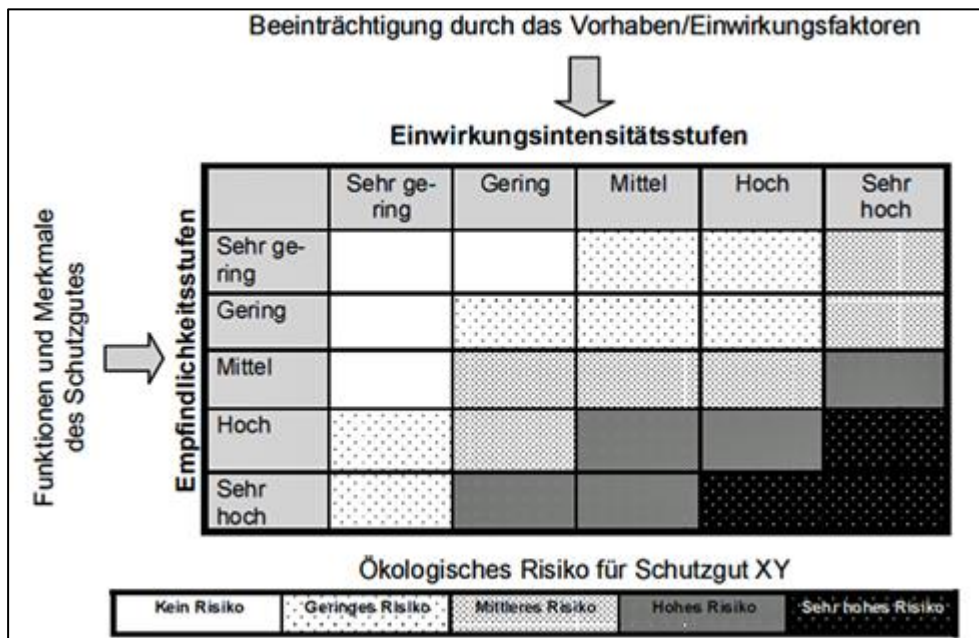 Beeinträchtigung durch das Vorhaben/Einwirkungsfaktoren
Einwirkungsintensitätsstufen
Funktionen und Merkmale
des Schutzgutes
Empfindlichkeitsstufen
Sehr ge-
ring
Gering
Mittel
Hoch
Sehr
hoch
Sehr ge-
ring
Gering
Mittel
Hoch
Sehr
hoch
Ökologisches Risiko für Schutzgut XY
Kein Risiko
Geringes Risiko
Mittleres Risiko
Hohes Risiko
Sehr hohes Risiko